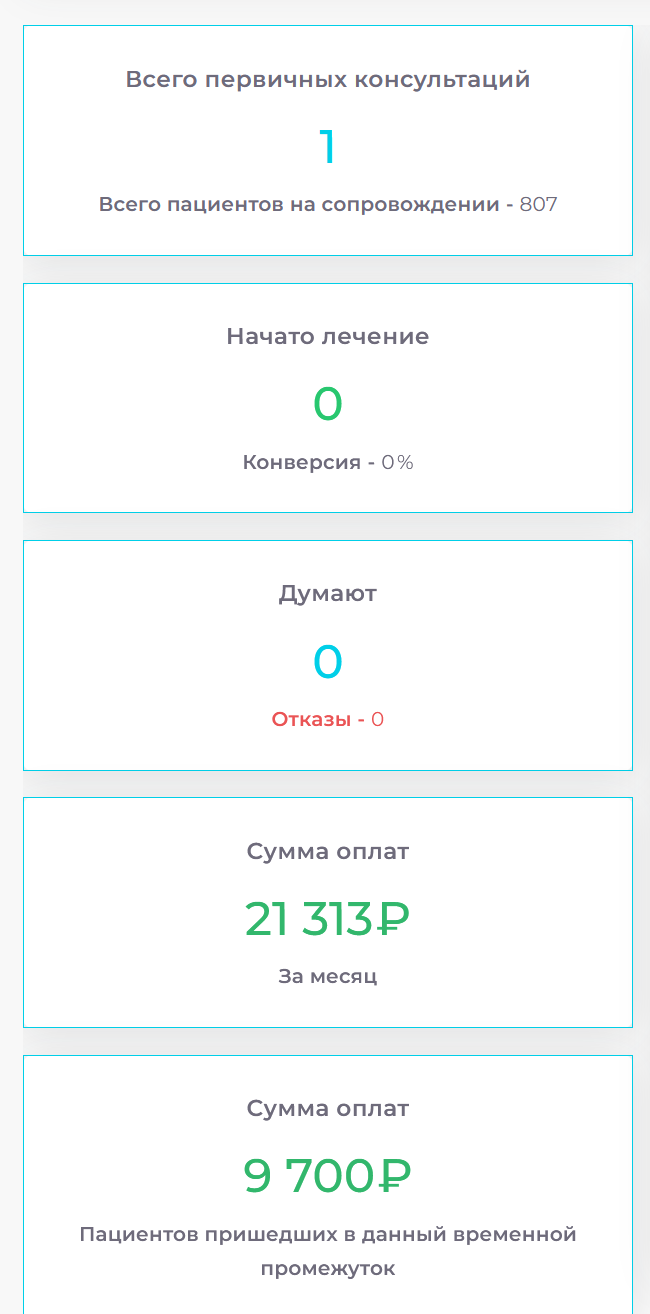 Всего первичных консультаций
1
Всего пациентов на сопровождении - 807
Начато лечение
0
Конверсия - 0%
Думают
0
Отказы - 0
Сумма оплат
21 313₽
За месяц
Сумма оплат
9 700₽
Пациентов пришедших в данный временной
промежуток